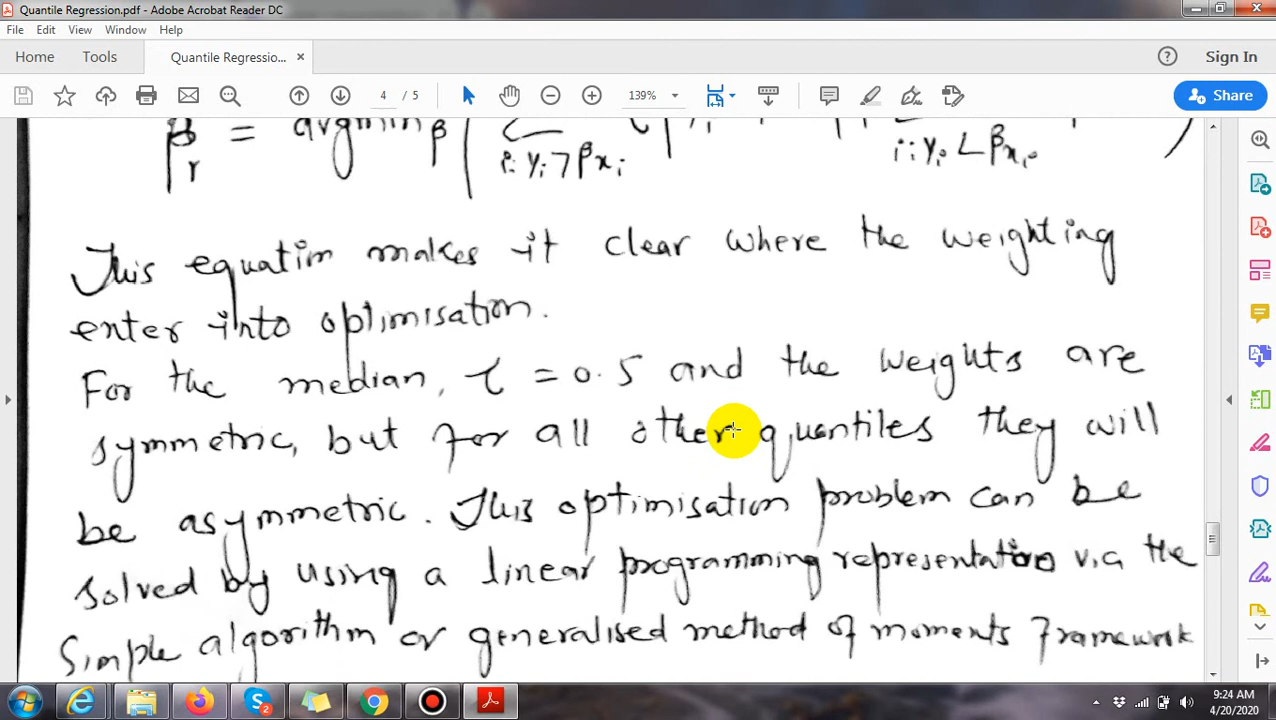 Quantile Regression.pdf - Adobe Acrobat Reader DC
File Edit View Window Help
Home Tools Quantile Regressio... ×
Sign In
4 / 5
139%
Share
i: yi > βxi
i: yi < βxi
This equation makes it clear where the weighting
enter into optimisation.
For the median, τ = 0.5 and the weights are
symmetric, but for all other quantiles they will
be asymmetric. This optimisation problem can be
solved by using a linear programming representation via the
Simple algorithm or generalised method of moments framework
9:24 AM
4/20/2020